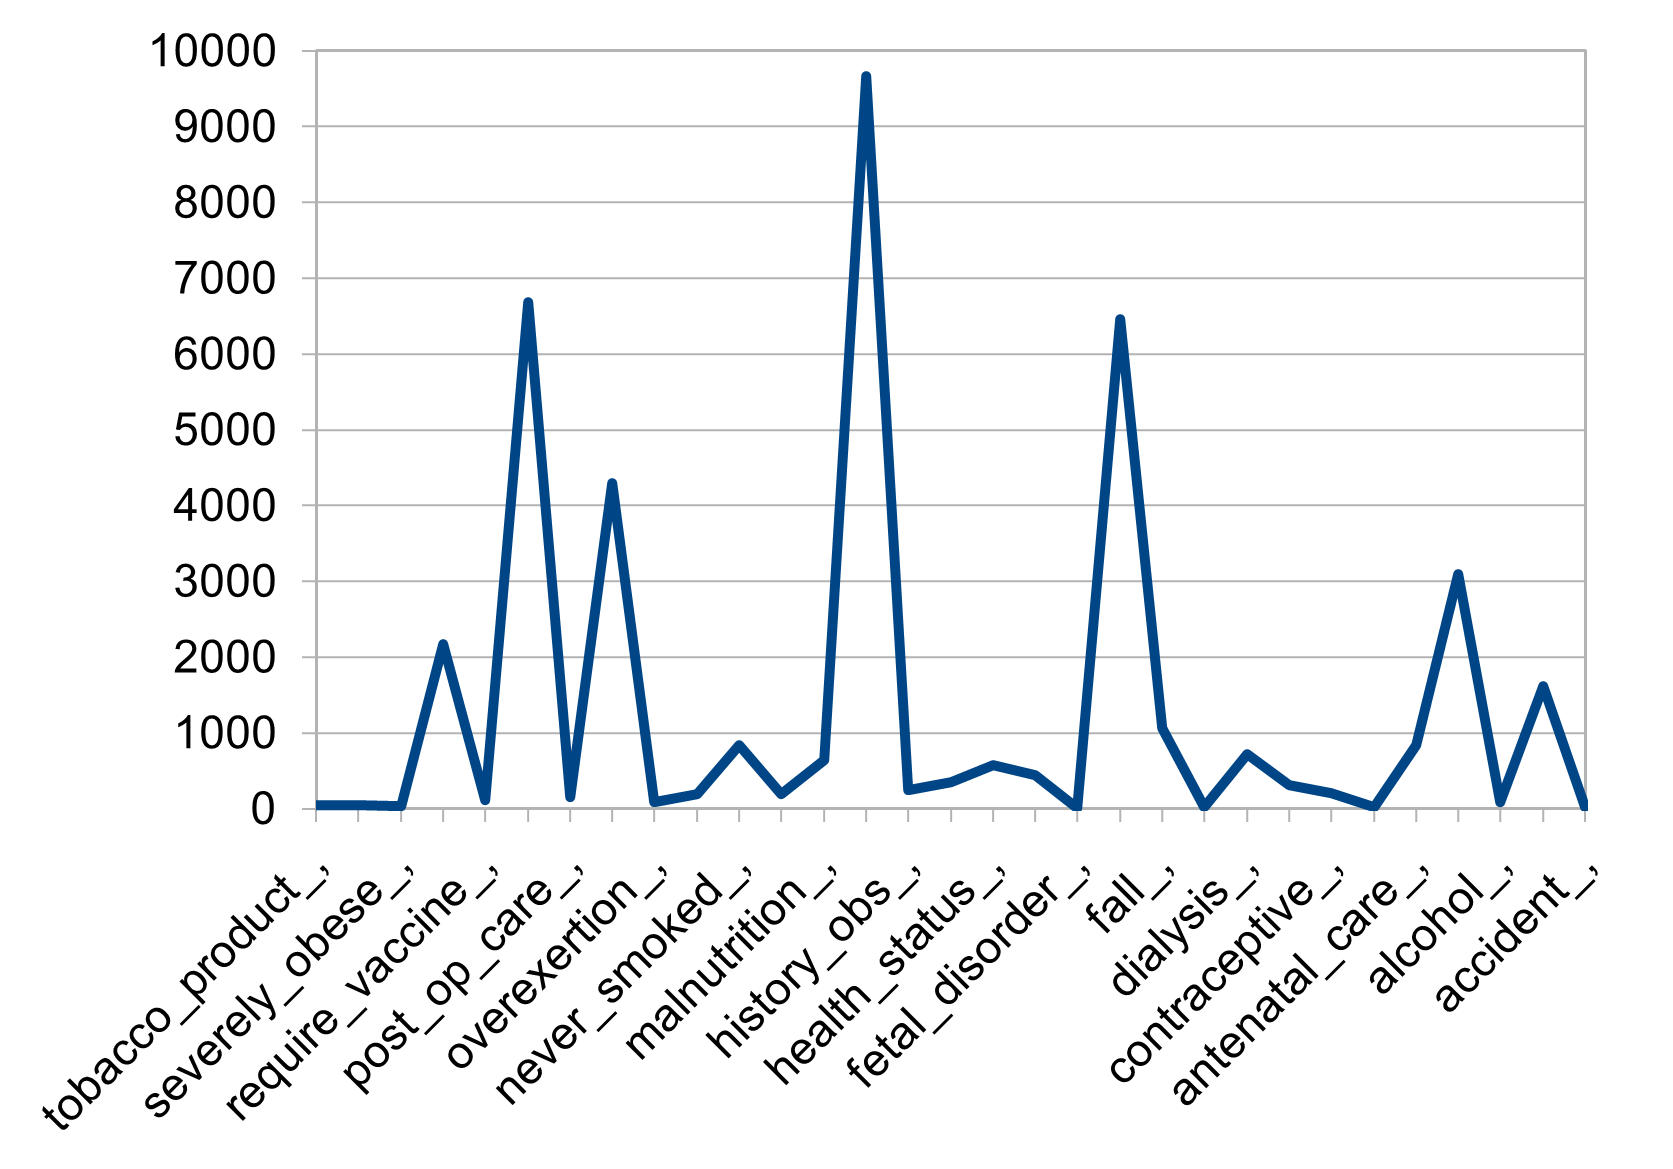 10000
9000
8000
7000
6000
5000
4000
3000
2000
1000
0
tobacco_product_,
severely_obese_,
require_vaccine_,
post_op_care_,
overexertion_,
never_smoked_,
malnutrition_,
history_obs_,
health_status_,
fetal_disorder_,
fall_,
dialysis_,
contraceptive_,
antenatal_care_,
alcohol_,
accident_,